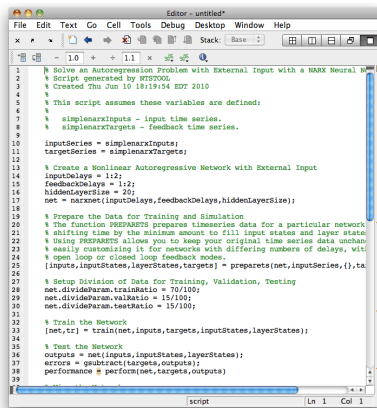 Editor - untitled*
File Edit Text Go Cell Tools Debug Desktop Window Help
Stack: Base
- 1.0 + ÷ 1.1 ×
1 % Solve an Autoregression Problem with External Input with a NARX Neural N
2 % Script generated by NTSTOOL
3 % Created Thu Jun 10 18:19:54 EDT 2010
4 %
5 % This script assumes these variables are defined:
6 %
7 % simplenarxInputs - input time series.
8 % simplenarxTargets - feedback time series.
9
10 inputSeries = simplenarxInputs;
11 targetSeries = simplenarxTargets;
12
13 % Create a Nonlinear Autoregressive Network with External Input
14 inputDelays = 1:2;
15 feedbackDelays = 1:2;
16 hiddenLayerSize = 20;
17 net = narxnet(inputDelays,feedbackDelays,hiddenLayerSize);
18
19 % Prepare the Data for Training and Simulation
20 % The function PREPARETS prepares timeseries data for a particular network
21 % shifting time by the minimum amount to fill input states and layer states
22 % Using PREPARETS allows you to keep your original time series data unchan
23 % easily customizing it for networks with differing numbers of delays, wit
24 % open loop or closed loop feedback modes.
25 [inputs,inputStates,layerStates,targets] = preparets(net,inputSeries,{},ta
26
27 % Setup Division of Data for Training, Validation, Testing
28 net.divideParam.trainRatio = 70/100;
29 net.divideParam.valRatio = 15/100;
30 net.divideParam.testRatio = 15/100;
31
32 % Train the Network
33 [net,tr] = train(net,inputs,targets,inputStates,layerStates);
34
35 % Test the Network
36 outputs = net(inputs,inputStates,layerStates);
37 errors = gsubtract(targets,outputs);
38 performance = perform(net,targets,outputs)
39
script Ln 1 Col 1